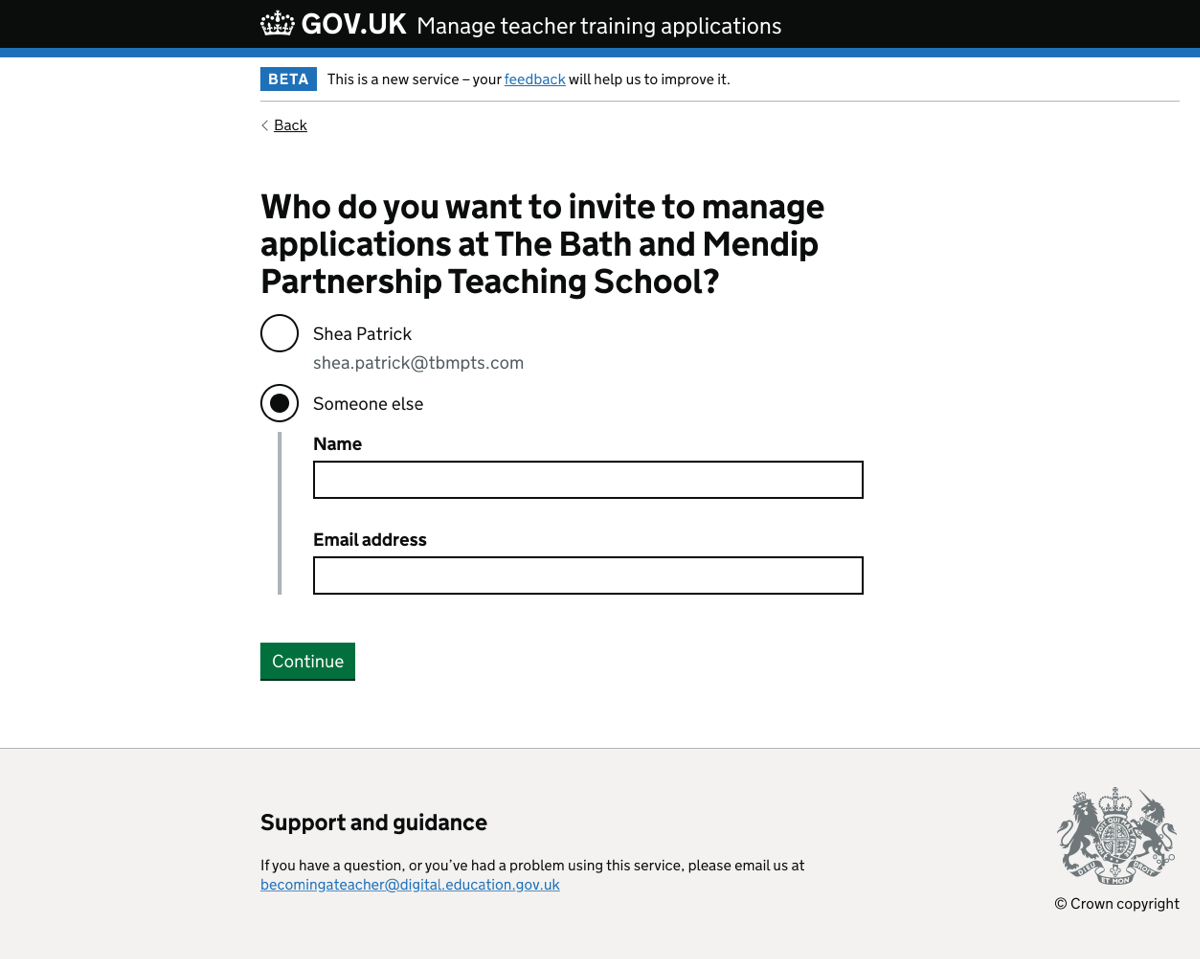 GOV.UK Manage teacher training applications
BETA This is a new service – your feedback will help us to improve it.
Back
Who do you want to invite to manage
applications at The Bath and Mendip
Partnership Teaching School?
Shea Patrick
shea.patrick@tbmpts.com
Someone else
Name
Email address
Continue
Support and guidance
If you have a question, or you’ve had a problem using this service, please email us at
becomingateacher@digital.education.gov.uk
© Crown copyright